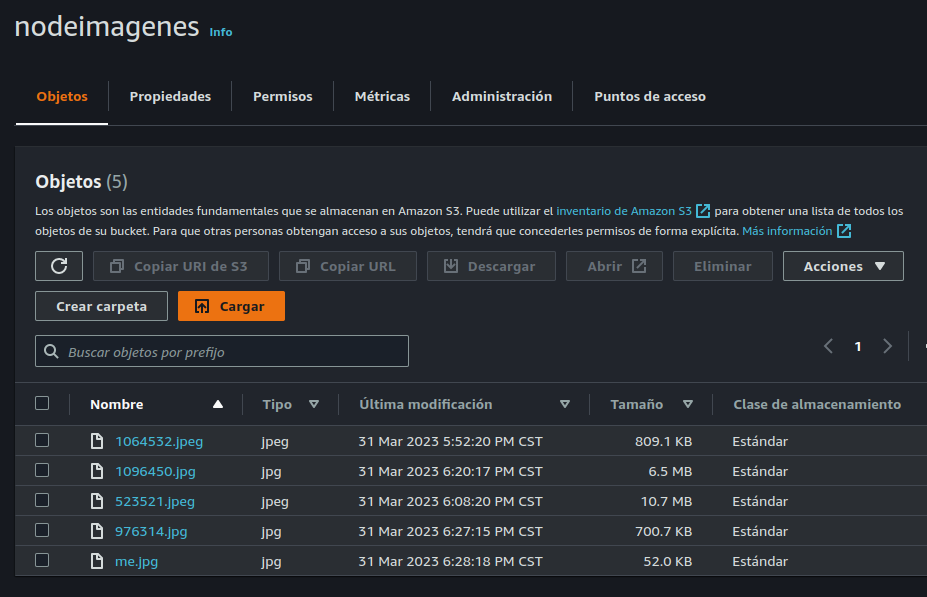 nodeimagenes Info
Objetos Propiedades Permisos Métricas Administración Puntos de acceso
Objetos (5)
Los objetos son las entidades fundamentales que se almacenan en Amazon S3. Puede utilizar el inventario de Amazon S3 para obtener una lista de todos los
objetos de su bucket. Para que otras personas obtengan acceso a sus objetos, tendrá que concederles permisos de forma explícita. Más información
Copiar URI de S3 Copiar URL Descargar Abrir Eliminar Acciones
Crear carpeta Cargar
Buscar objetos por prefijo 1
Nombre Tipo Última modificación Tamaño Clase de almacenamiento
1064532.jpeg jpeg 31 Mar 2023 5:52:20 PM CST 809.1 KB Estándar
1096450.jpg jpg 31 Mar 2023 6:20:17 PM CST 6.5 MB Estándar
523521.jpeg jpeg 31 Mar 2023 6:08:20 PM CST 10.7 MB Estándar
976314.jpg jpg 31 Mar 2023 6:27:15 PM CST 700.7 KB Estándar
me.jpg jpg 31 Mar 2023 6:28:18 PM CST 52.0 KB Estándar